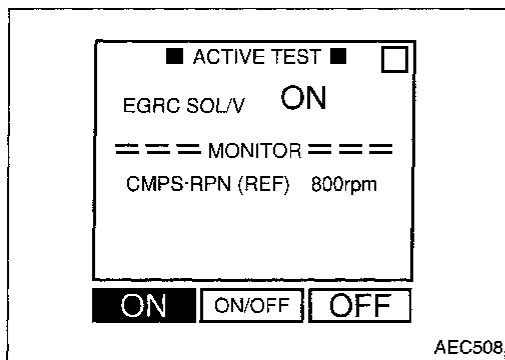 ■ ACTIVE TEST ■
EGRC SOL/V ON
=== MONITOR ===
CMPS·RPN (REF) 800rpm
ON ON/OFF OFF
AEC508